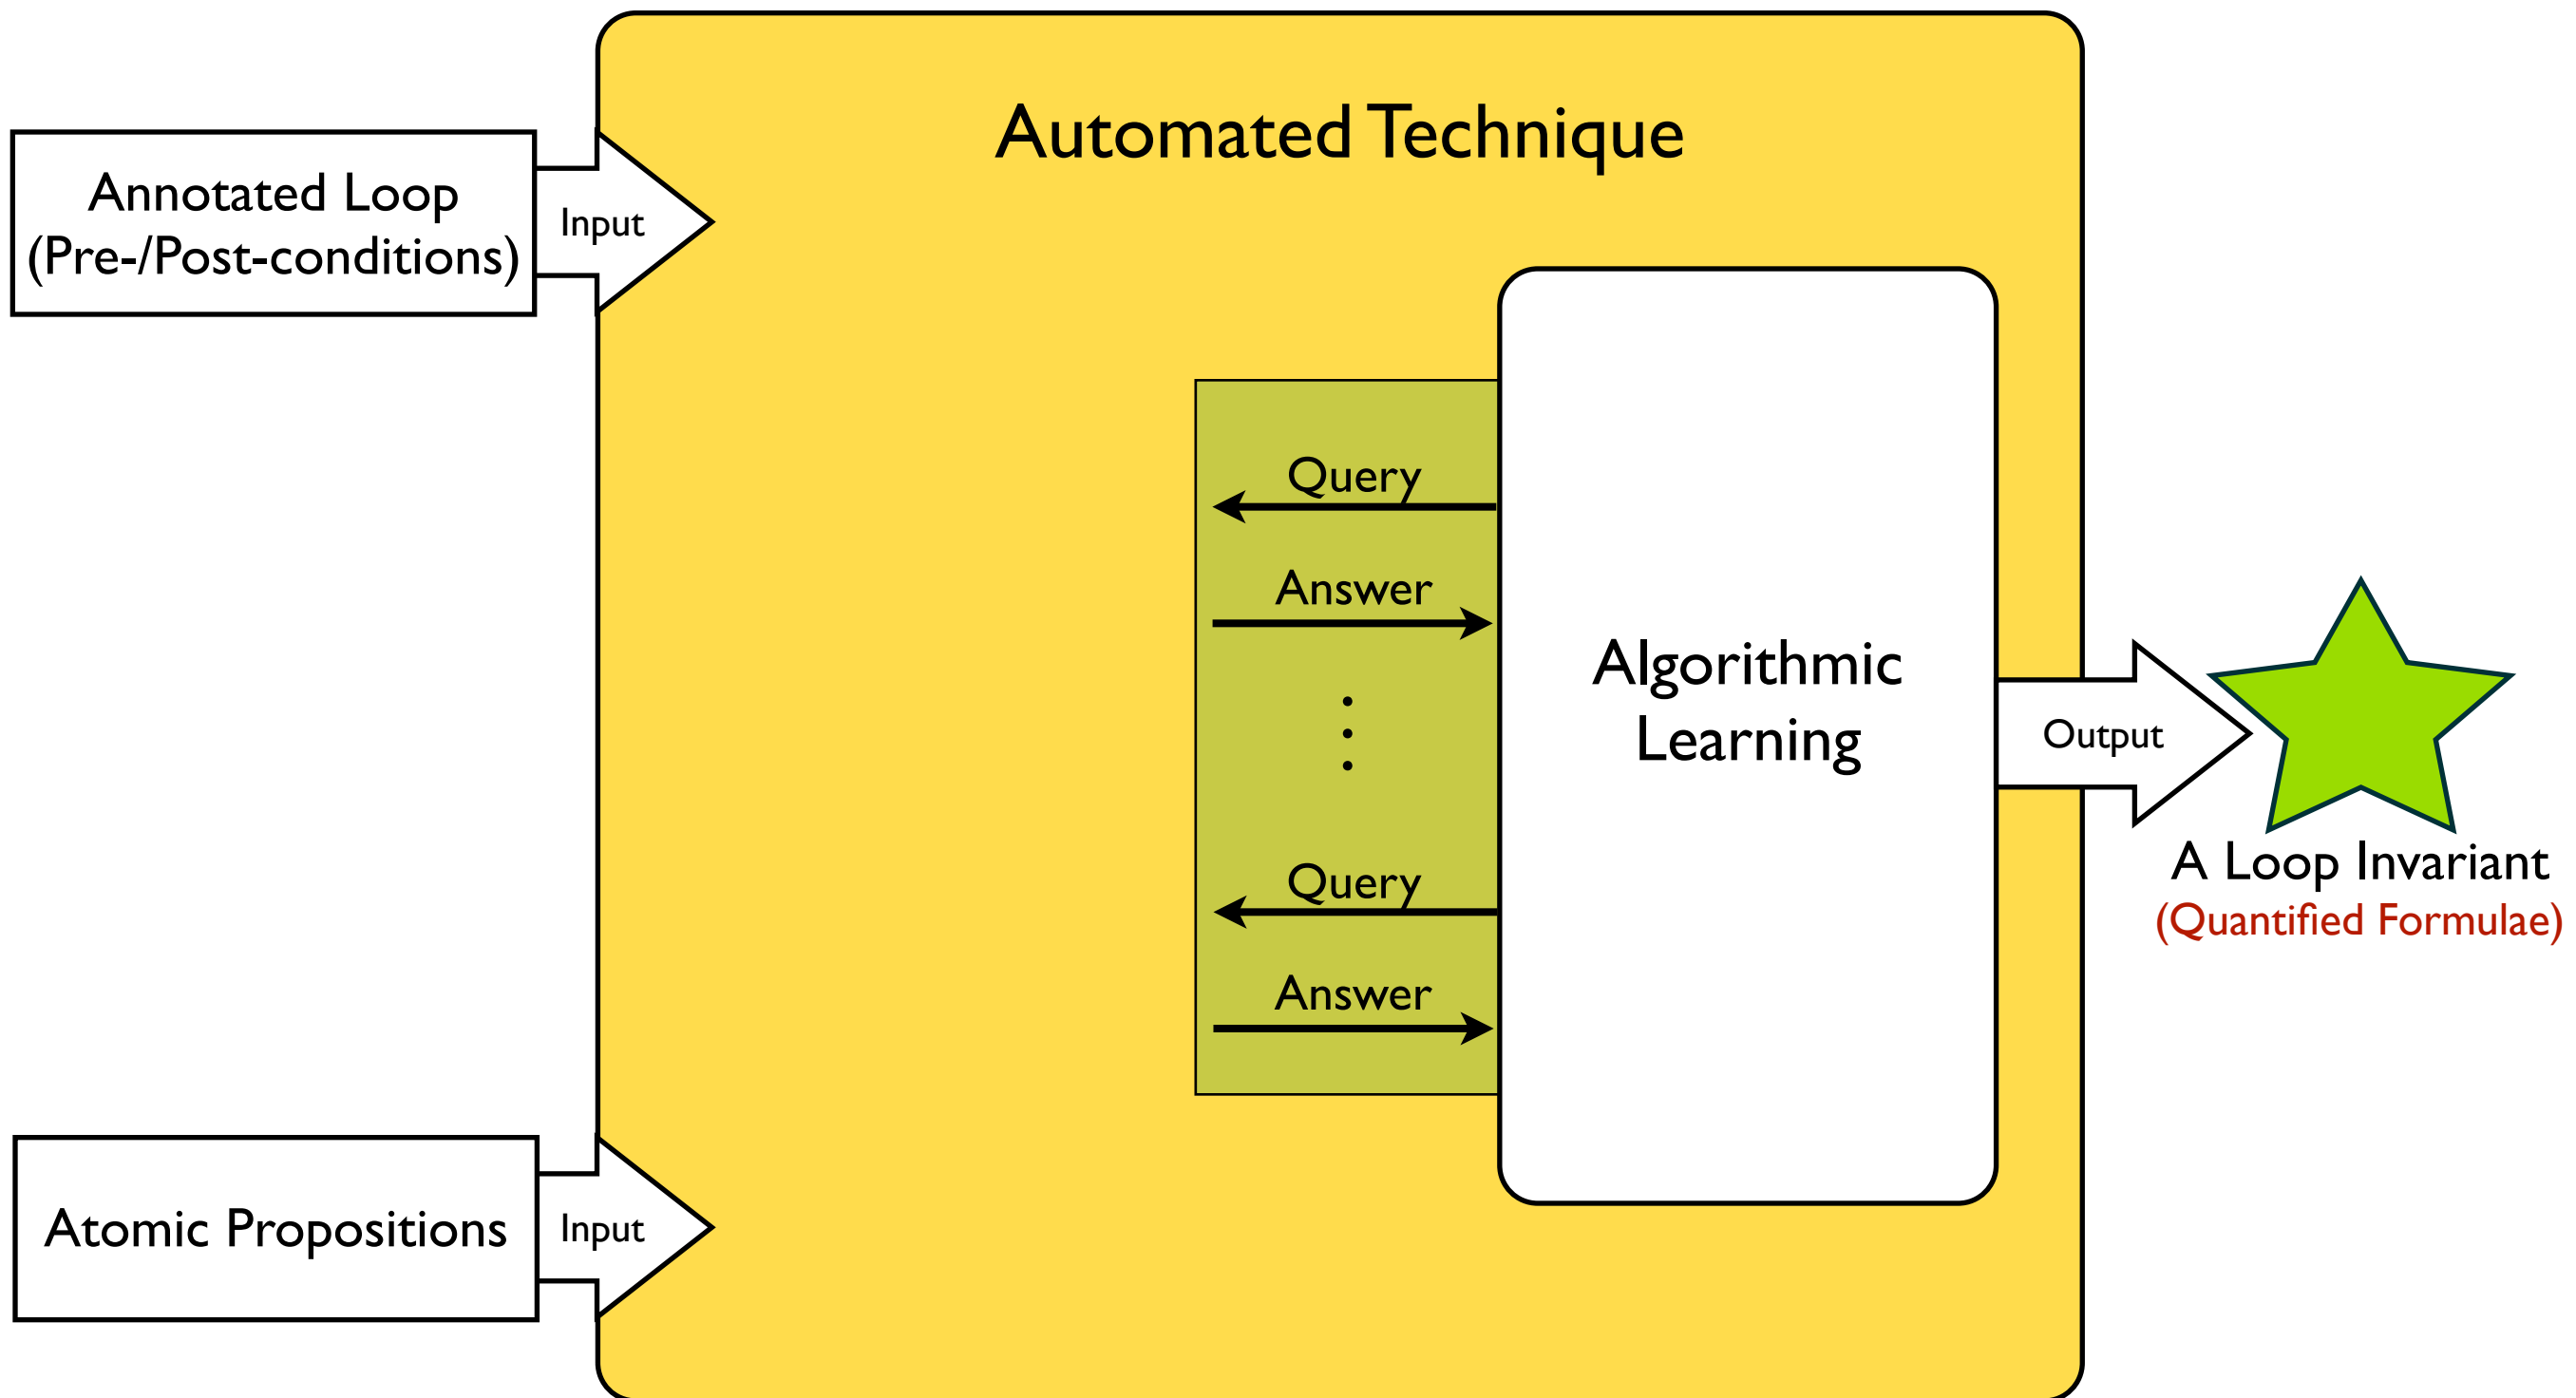 Automated Technique
Annotated Loop
(Pre-/Post-conditions)
Input
Query
Answer
Algorithmic
Learning
Output
Query
Answer
A Loop Invariant
(Quantified Formulae)
Atomic Propositions
Input